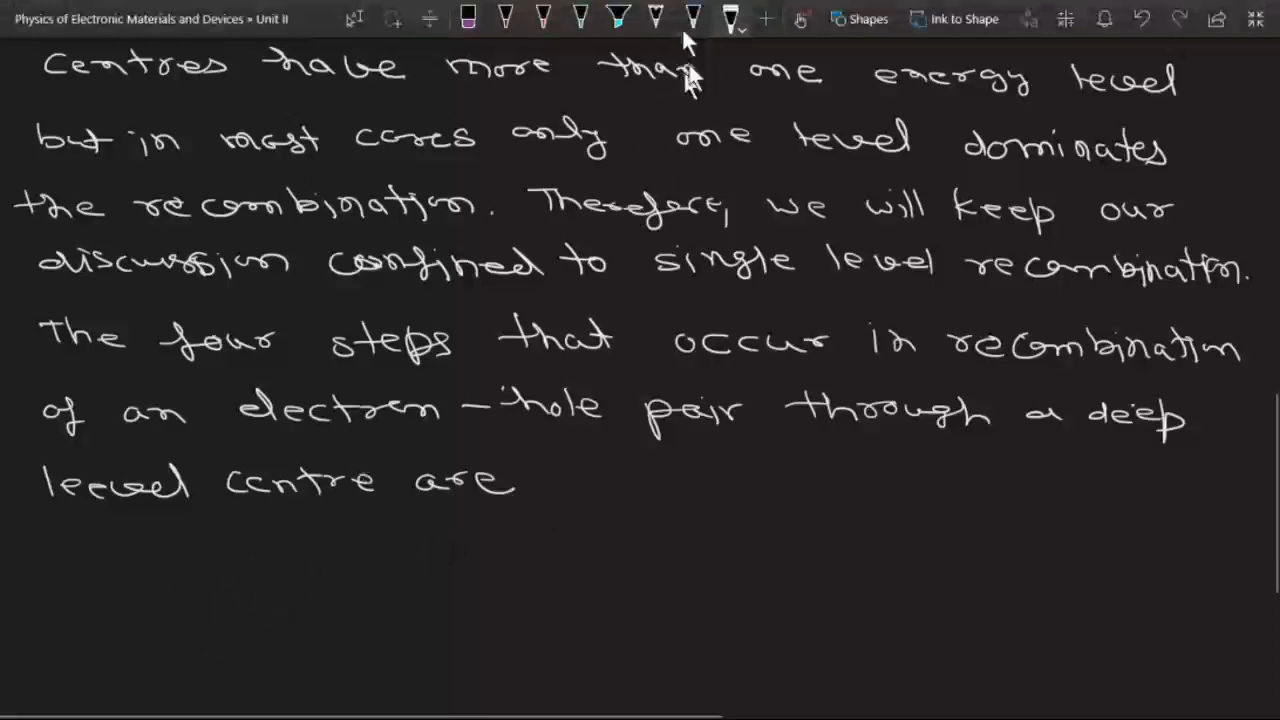 Physics of Electronic Materials and Devices » Unit II
Shapes
Ink to Shape
centres have more than one energy level
but in most cases only one level dominates
the recombination. Therefore, we will keep our
discussion confined to single level recombination.
The four steps that occur in recombination
of an electron - hole pair through a deep
leevel centre are